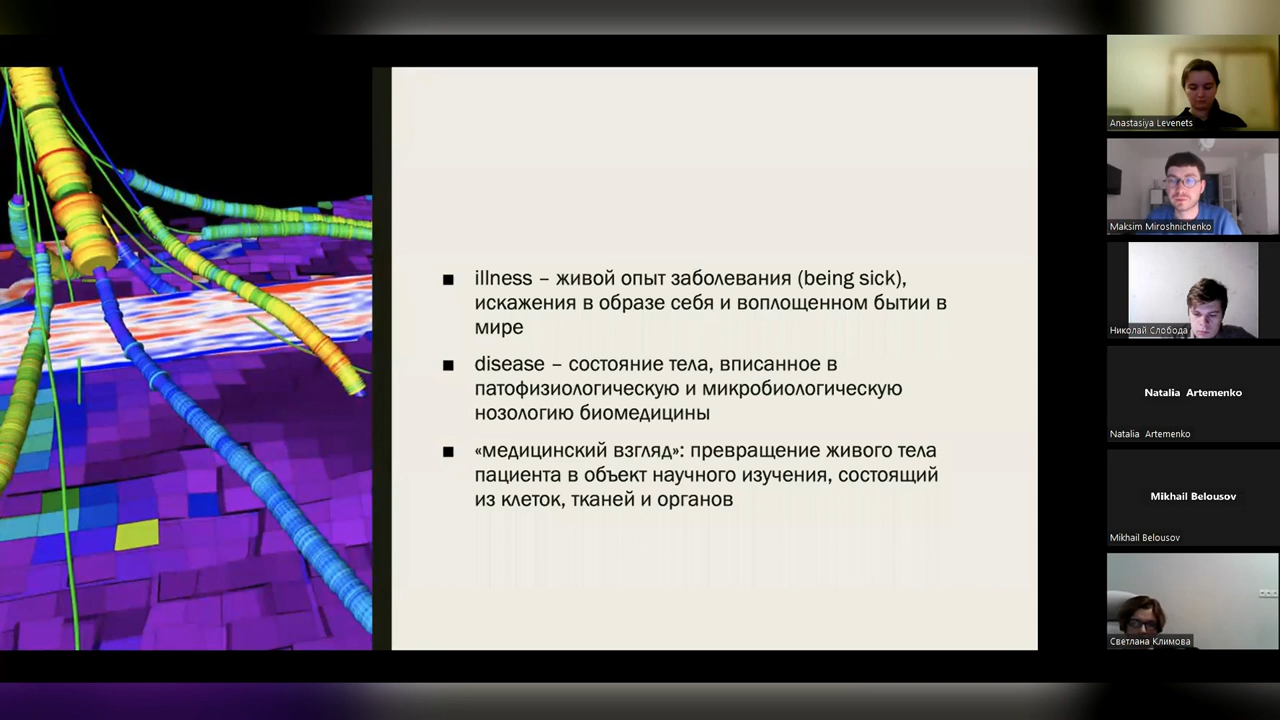 ■ illness – живой опыт заболевания (being sick),
искажения в образе себя и воплощенном бытии в
мире
■ disease – состояние тела, вписанное в
патофизиологическую и микробиологическую
нозологию биомедицины
■ «медицинский взгляд»: превращение живого тела
пациента в объект научного изучения, состоящий
из клеток, тканей и органов
Anastasiya Levenets
Maksim Miroshnichenko
Николай Слобода
Natalia Artemenko
Natalia Artemenko
Mikhail Belousov
Mikhail Belousov
Светлана Климова